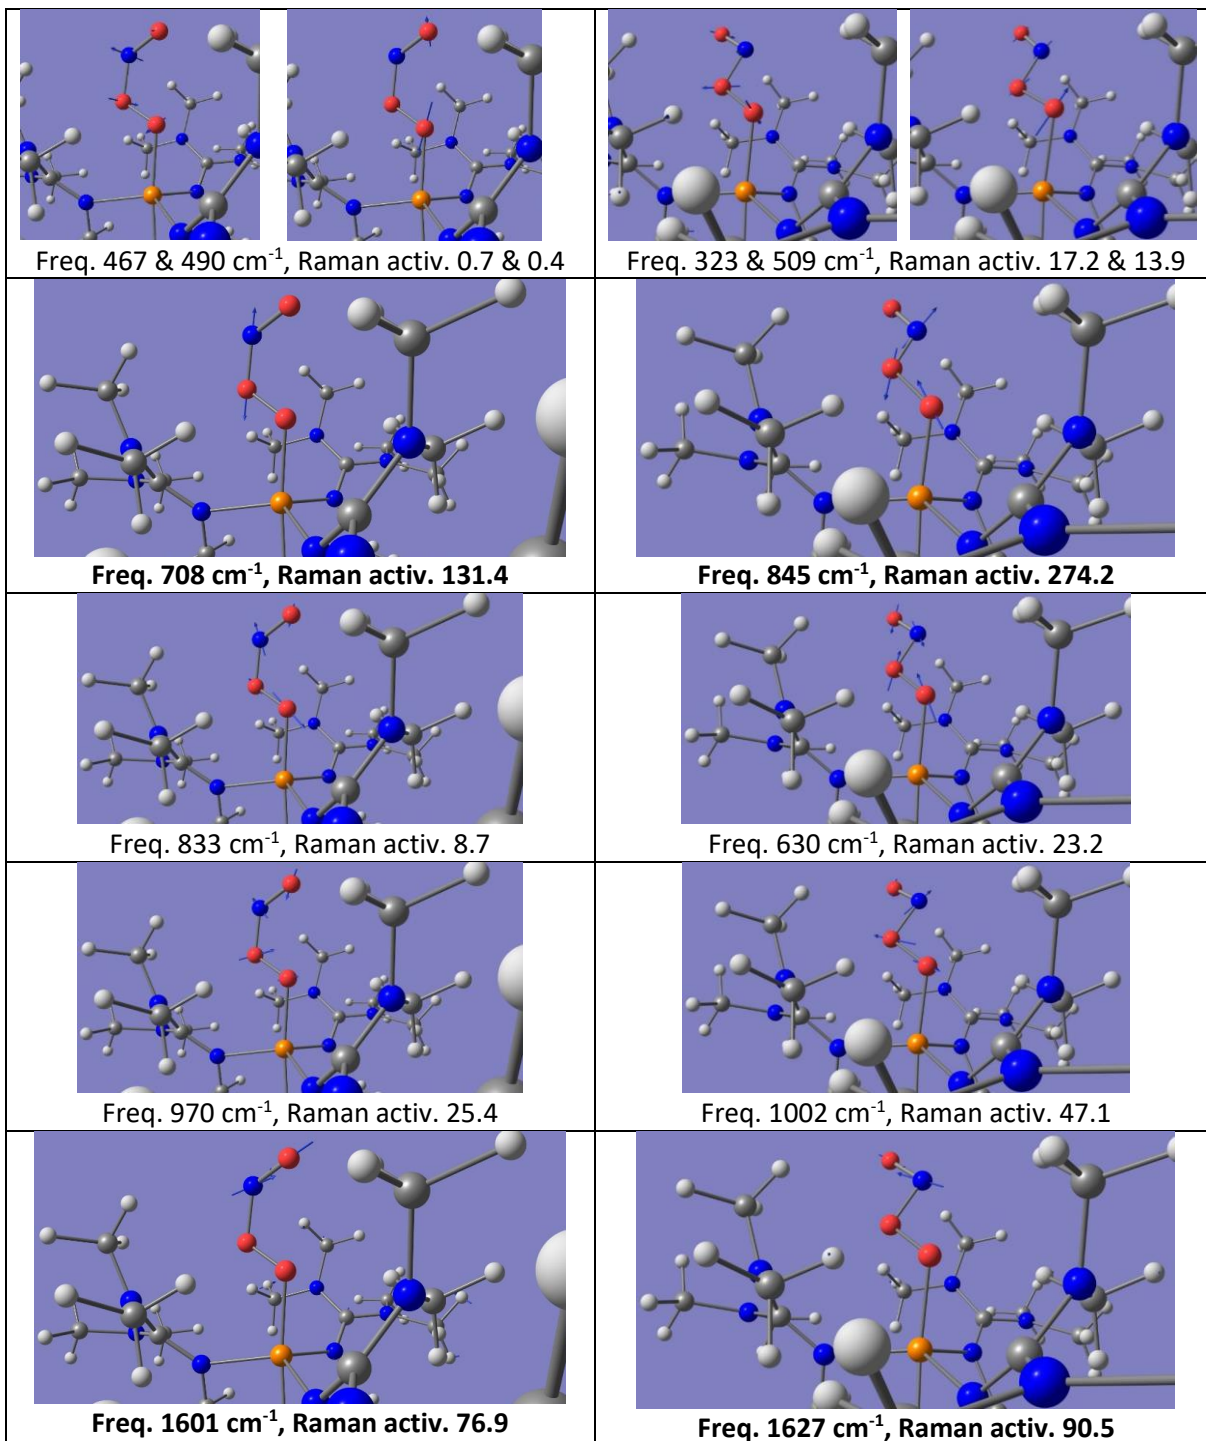 Freq. 467 & 490 cm⁻¹, Raman activ. 0.7 & 0.4
Freq. 323 & 509 cm⁻¹, Raman activ. 17.2 & 13.9
Freq. 708 cm⁻¹, Raman activ. 131.4
Freq. 845 cm⁻¹, Raman activ. 274.2
Freq. 833 cm⁻¹, Raman activ. 8.7
Freq. 630 cm⁻¹, Raman activ. 23.2
Freq. 970 cm⁻¹, Raman activ. 25.4
Freq. 1002 cm⁻¹, Raman activ. 47.1
Freq. 1601 cm⁻¹, Raman activ. 76.9
Freq. 1627 cm⁻¹, Raman activ. 90.5